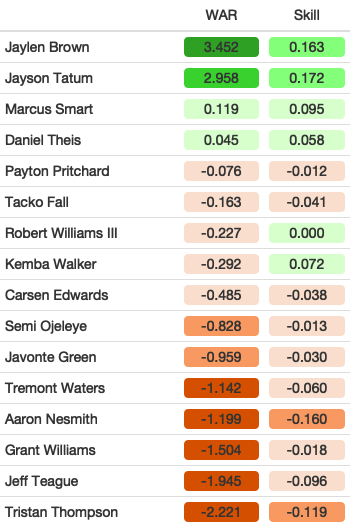 WAR Skill
Jaylen Brown 3.452 0.163
Jayson Tatum 2.958 0.172
Marcus Smart 0.119 0.095
Daniel Theis 0.045 0.058
Payton Pritchard -0.076 -0.012
Tacko Fall -0.163 -0.041
Robert Williams III -0.227 0.000
Kemba Walker -0.292 0.072
Carsen Edwards -0.485 -0.038
Semi Ojeleye -0.828 -0.013
Javonte Green -0.959 -0.030
Tremont Waters -1.142 -0.060
Aaron Nesmith -1.199 -0.160
Grant Williams -1.504 -0.018
Jeff Teague -1.945 -0.096
Tristan Thompson -2.221 -0.119